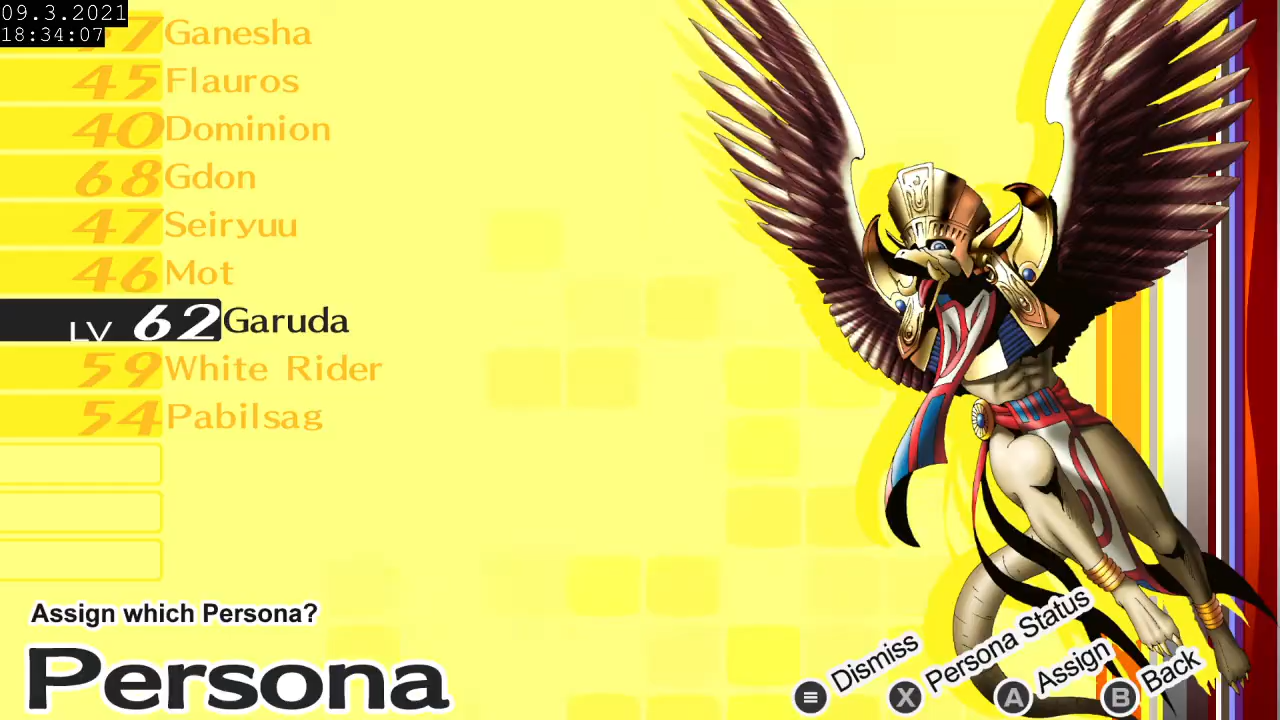 09.3.2021
18:34:07
7 Ganesha
45 Flauros
40 Dominion
68 Gdon
47 Seiryuu
46 Mot
LV 62 Garuda
59 White Rider
54 Pabilsag
Assign which Persona?
Persona
≡ Dismiss
X Persona Status
A Assign
B Back